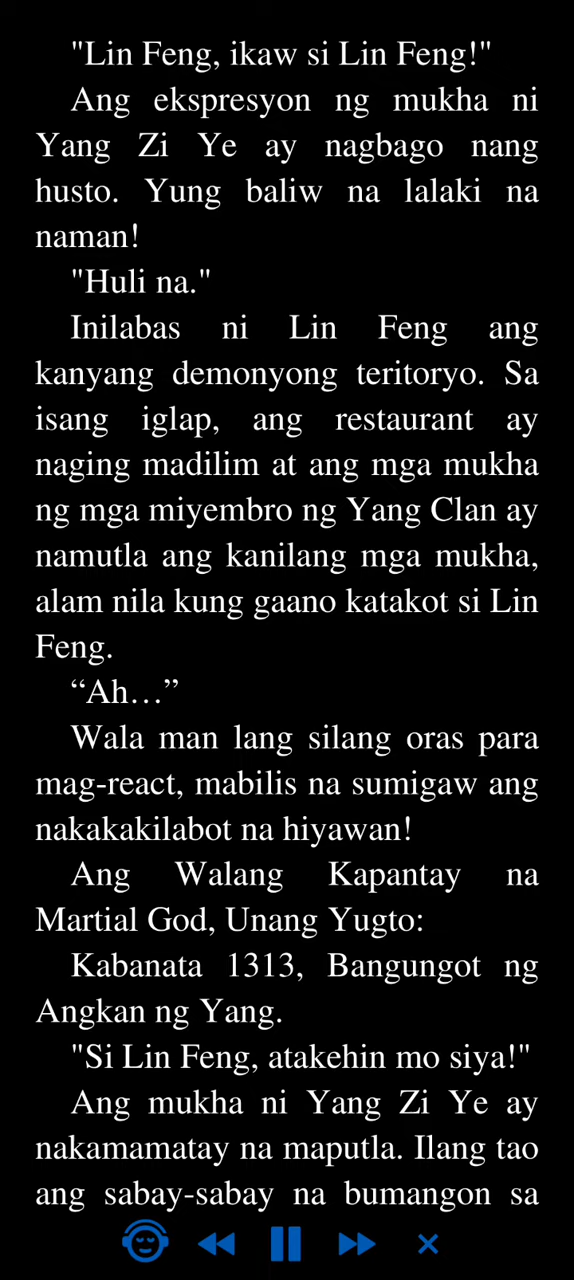 "Lin Feng, ikaw si Lin Feng!"
Ang ekspresyon ng mukha ni
Yang Zi Ye ay nagbago nang
husto. Yung baliw na lalaki na
naman!
"Huli na."
Inilabas ni Lin Feng ang
kanyang demonyong teritoryo. Sa
isang iglap, ang restaurant ay
naging madilim at ang mga mukha
ng mga miyembro ng Yang Clan ay
namutla ang kanilang mga mukha,
alam nila kung gaano katakot si Lin
Feng.
“Ah…”
Wala man lang silang oras para
mag-react, mabilis na sumigaw ang
nakakakilabot na hiyawan!
Ang Walang Kapantay na
Martial God, Unang Yugto:
Kabanata 1313, Bangungot ng
Angkan ng Yang.
"Si Lin Feng, atakehin mo siya!"
Ang mukha ni Yang Zi Ye ay
nakamamatay na maputla. Ilang tao
ang sabay-sabay na bumangon sa